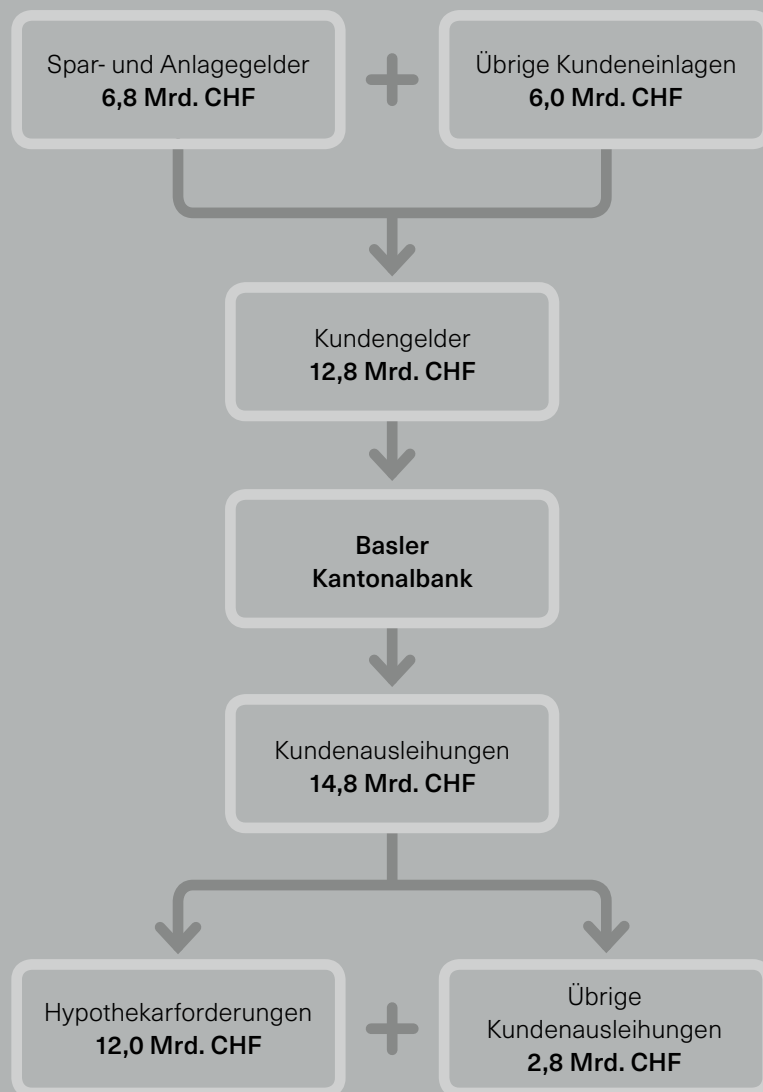 Spar- und Anlagegelder
6,8 Mrd. CHF
+
Übrige Kundeneinlagen
6,0 Mrd. CHF
Kundengelder
12,8 Mrd. CHF
Basler
Kantonalbank
Kundenausleihungen
14,8 Mrd. CHF
Hypothekarforderungen
12,0 Mrd. CHF
+
Übrige
Kundenausleihungen
2,8 Mrd. CHF